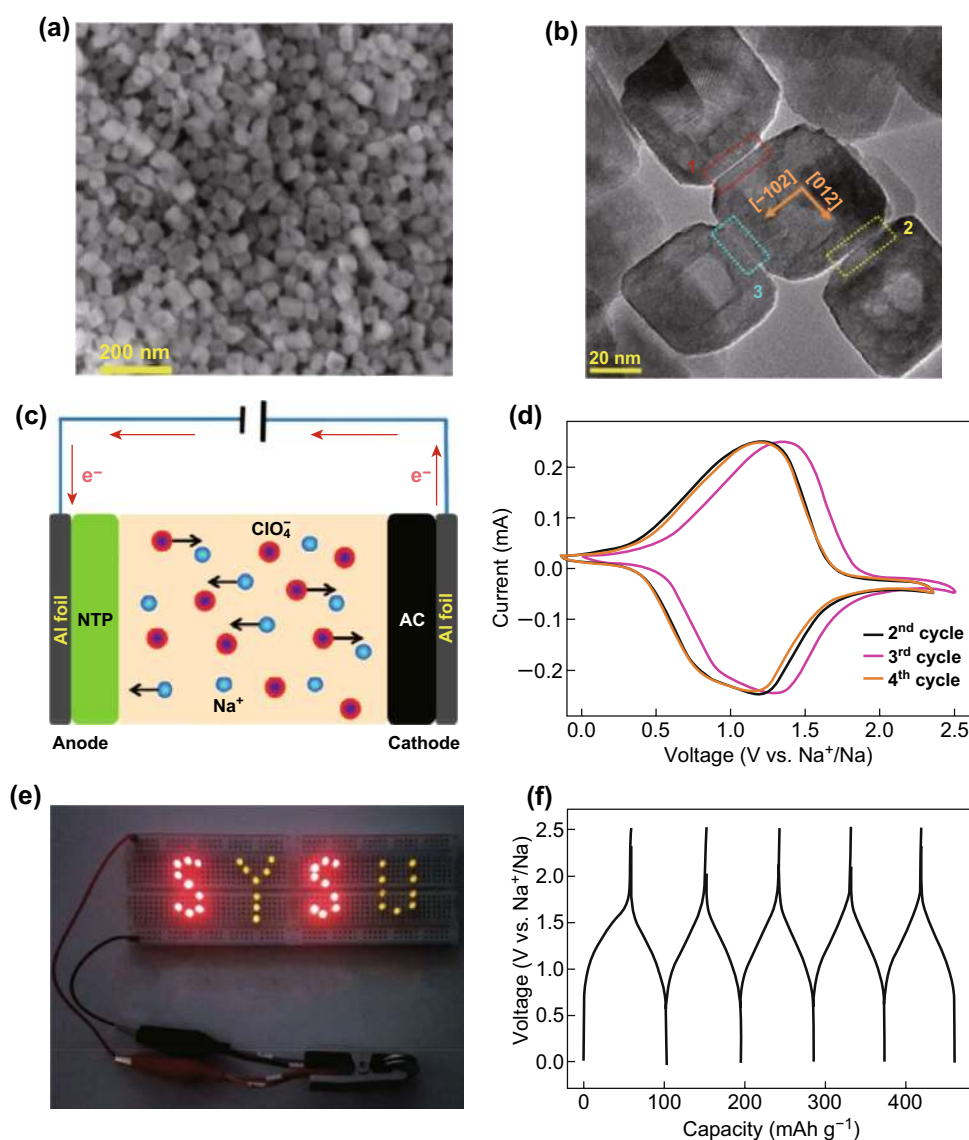 (a)
200 nm
(b)
1
[−102]
[012]
2
3
20 nm
(c)
e⁻
e⁻
ClO₄⁻
Al foil
NTP
AC
Al foil
Na⁺
Anode
Cathode
(d)
Current (mA)
0.2
0.1
0.0
−0.1
−0.2
2ⁿᵈ cycle
3ʳᵈ cycle
4ᵗʰ cycle
0.0 0.5 1.0 1.5 2.0 2.5
Voltage (V vs. Na⁺/Na)
(e)
SYSU
(f)
Voltage (V vs. Na⁺/Na)
2.5
2.0
1.5
1.0
0.5
0.0
0 100 200 300 400
Capacity (mAh g⁻¹)